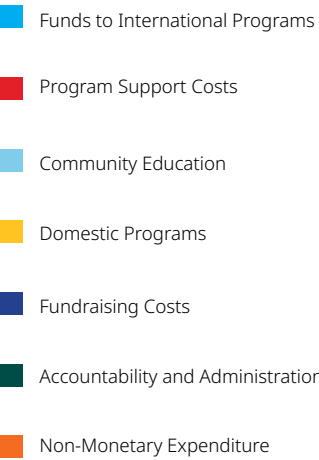 Funds to International Programs
Program Support Costs
Community Education
Domestic Programs
Fundraising Costs
Accountability and Administration
Non-Monetary Expenditure